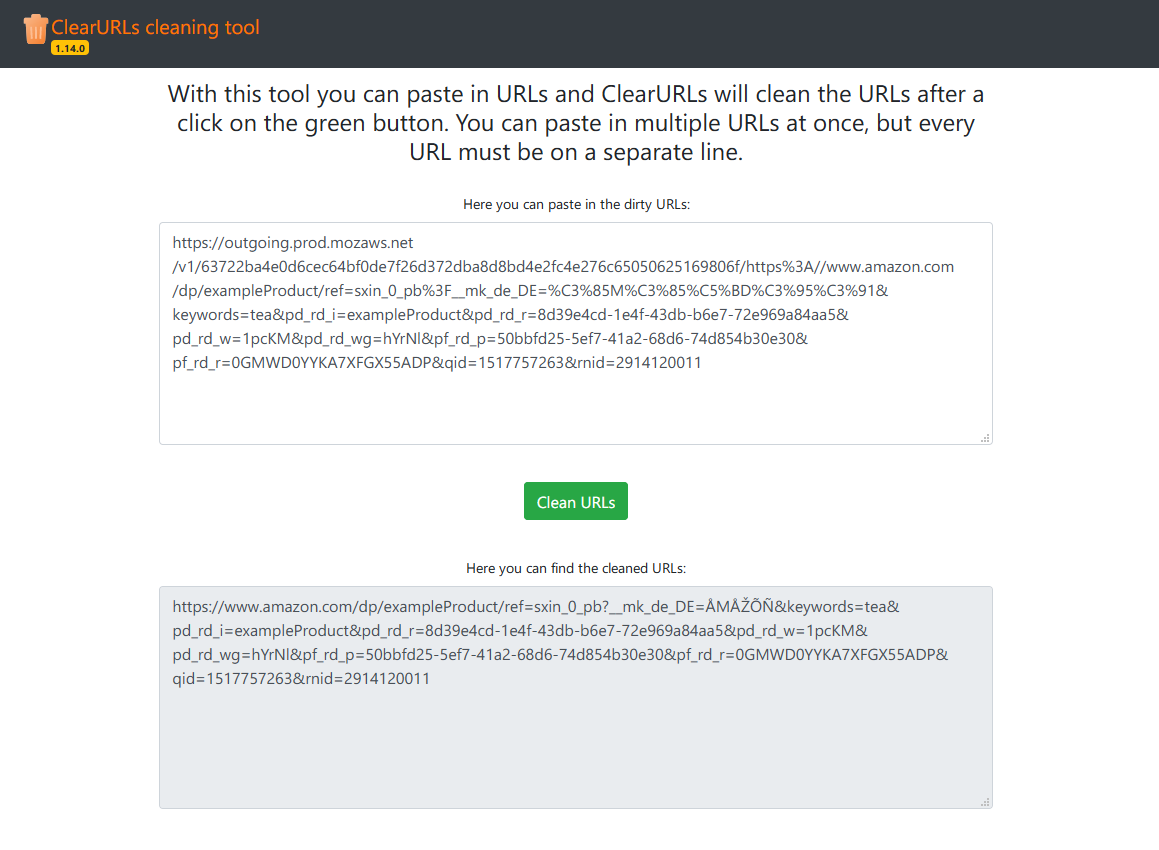 ClearURLs cleaning tool
1.14.0
With this tool you can paste in URLs and ClearURLs will clean the URLs after a
click on the green button. You can paste in multiple URLs at once, but every
URL must be on a separate line.
Here you can paste in the dirty URLs:
https://outgoing.prod.mozaws.net
/v1/63722ba4e0d6cec64bf0de7f26d372dba8d8bd4e2fc4e276c65050625169806f/https%3A//www.amazon.com
/dp/exampleProduct/ref=sxin_0_pb%3F__mk_de_DE=%C3%85M%C3%85%C5%BD%C3%95%C3%91&
keywords=tea&pd_rd_i=exampleProduct&pd_rd_r=8d39e4cd-1e4f-43db-b6e7-72e969a84aa5&
pd_rd_w=1pcKM&pd_rd_wg=hYrNl&pf_rd_p=50bbfd25-5ef7-41a2-68d6-74d854b30e30&
pf_rd_r=0GMWD0YYKA7XFGX55ADP&qid=1517757263&rnid=2914120011
Clean URLs
Here you can find the cleaned URLs:
https://www.amazon.com/dp/exampleProduct/ref=sxin_0_pb?__mk_de_DE=ÅMÅŽÕÑ&keywords=tea&
pd_rd_i=exampleProduct&pd_rd_r=8d39e4cd-1e4f-43db-b6e7-72e969a84aa5&pd_rd_w=1pcKM&
pd_rd_wg=hYrNl&pf_rd_p=50bbfd25-5ef7-41a2-68d6-74d854b30e30&pf_rd_r=0GMWD0YYKA7XFGX55ADP&
qid=1517757263&rnid=2914120011